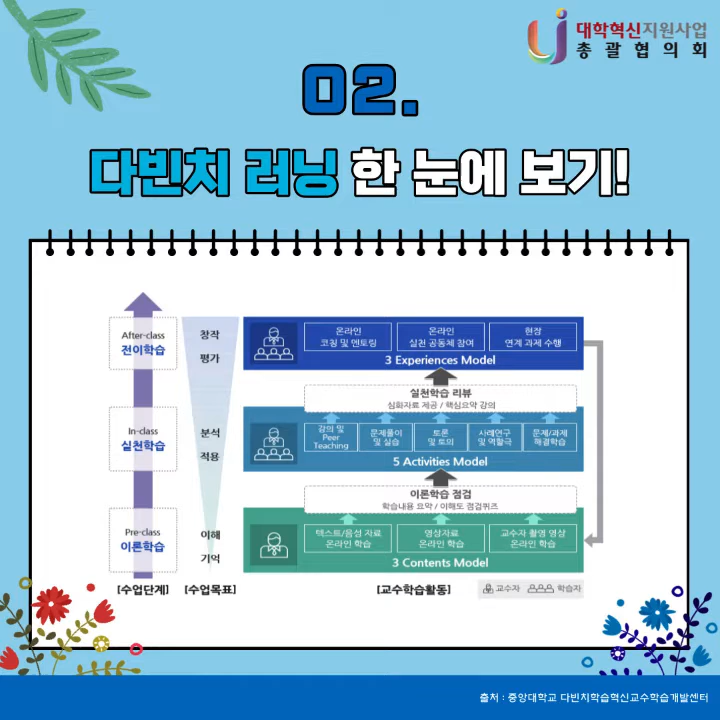 대학혁신지원사업
총괄협의회
02.
다빈치 러닝 한 눈에 보기!
After-class
전이학습
창작
평가
온라인
코칭 및 멘토링
온라인
실천 공동체 참여
현장
연계 과제 수행
3 Experiences Model
실천학습 리뷰
심화자료 제공 / 핵심요약 강의
In-class
실천학습
분석
적용
강의 및
Peer
Teaching
문제풀이
및 실습
토론
및 토의
사례연구
및 역할극
문제/과제
해결학습
5 Activities Model
이론학습 점검
학습내용 요약 / 이해도 점검퀴즈
Pre-class
이론학습
이해
기억
텍스트/음성 자료
온라인 학습
영상자료
온라인 학습
교수자 촬영 영상
온라인 학습
3 Contents Model
[수업단계]
[수업목표]
[교수학습활동]
교수자
학습자
출처 : 중앙대학교 다빈치학습혁신교수학습개발센터